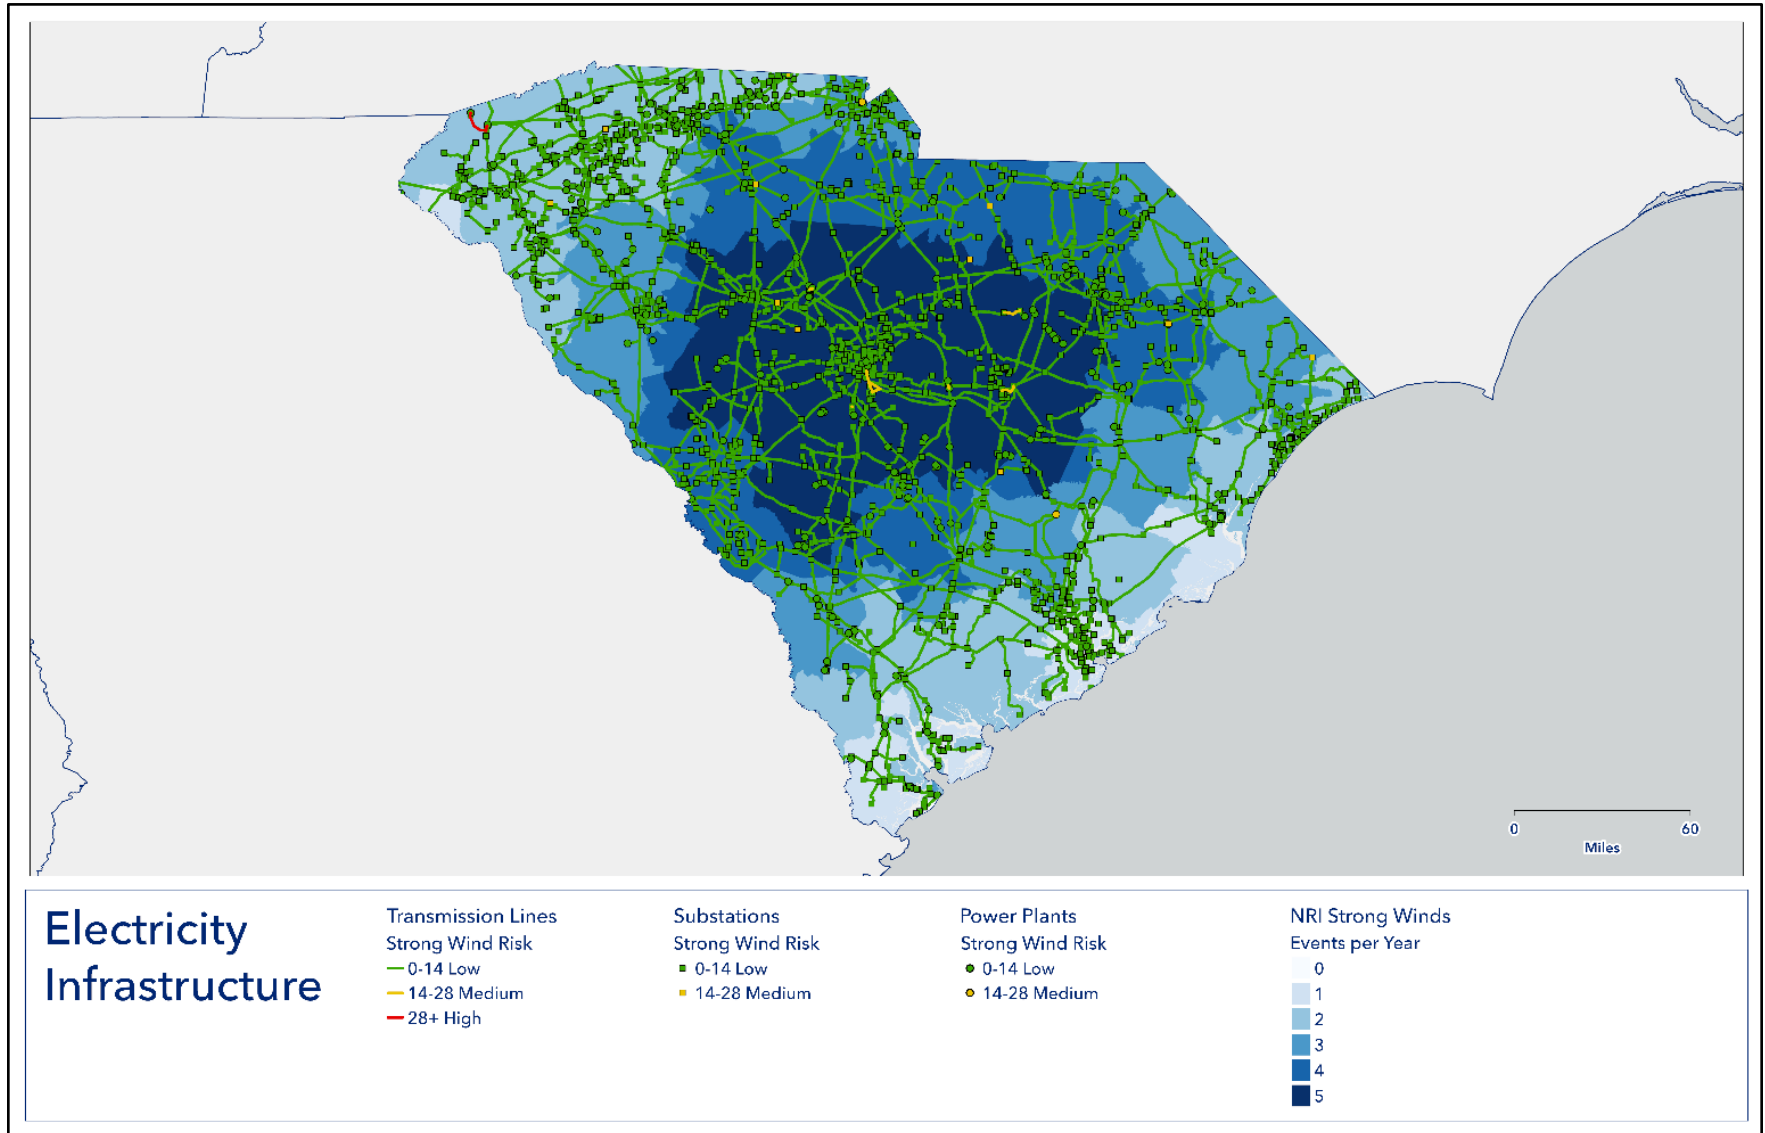 0
60
Miles
Electricity
Infrastructure
Transmission Lines
Strong Wind Risk
0-14 Low
14-28 Medium
28+ High
Substations
Strong Wind Risk
0-14 Low
14-28 Medium
Power Plants
Strong Wind Risk
0-14 Low
14-28 Medium
NRI Strong Winds
Events per Year
0
1
2
3
4
5